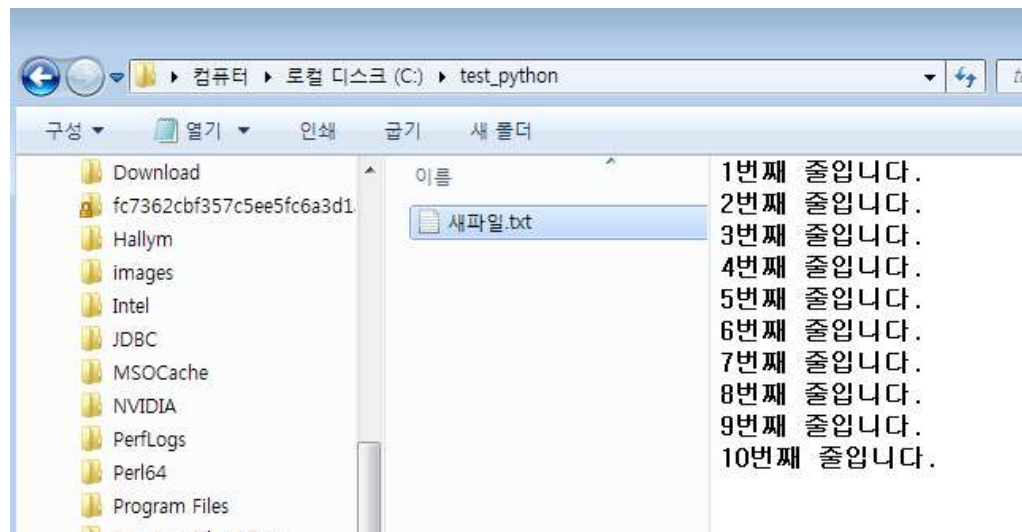 컴퓨터 ▸ 로컬 디스크 (C:) ▸ test_python
구성 열기 인쇄 굽기 새 폴더
Download
fc7362cbf357c5ee5fc6a3d1
Hallym
images
Intel
JDBC
MSOCache
NVIDIA
PerfLogs
Perl64
Program Files
이름
새파일.txt
1번째 줄입니다.
2번째 줄입니다.
3번째 줄입니다.
4번째 줄입니다.
5번째 줄입니다.
6번째 줄입니다.
7번째 줄입니다.
8번째 줄입니다.
9번째 줄입니다.
10번째 줄입니다.